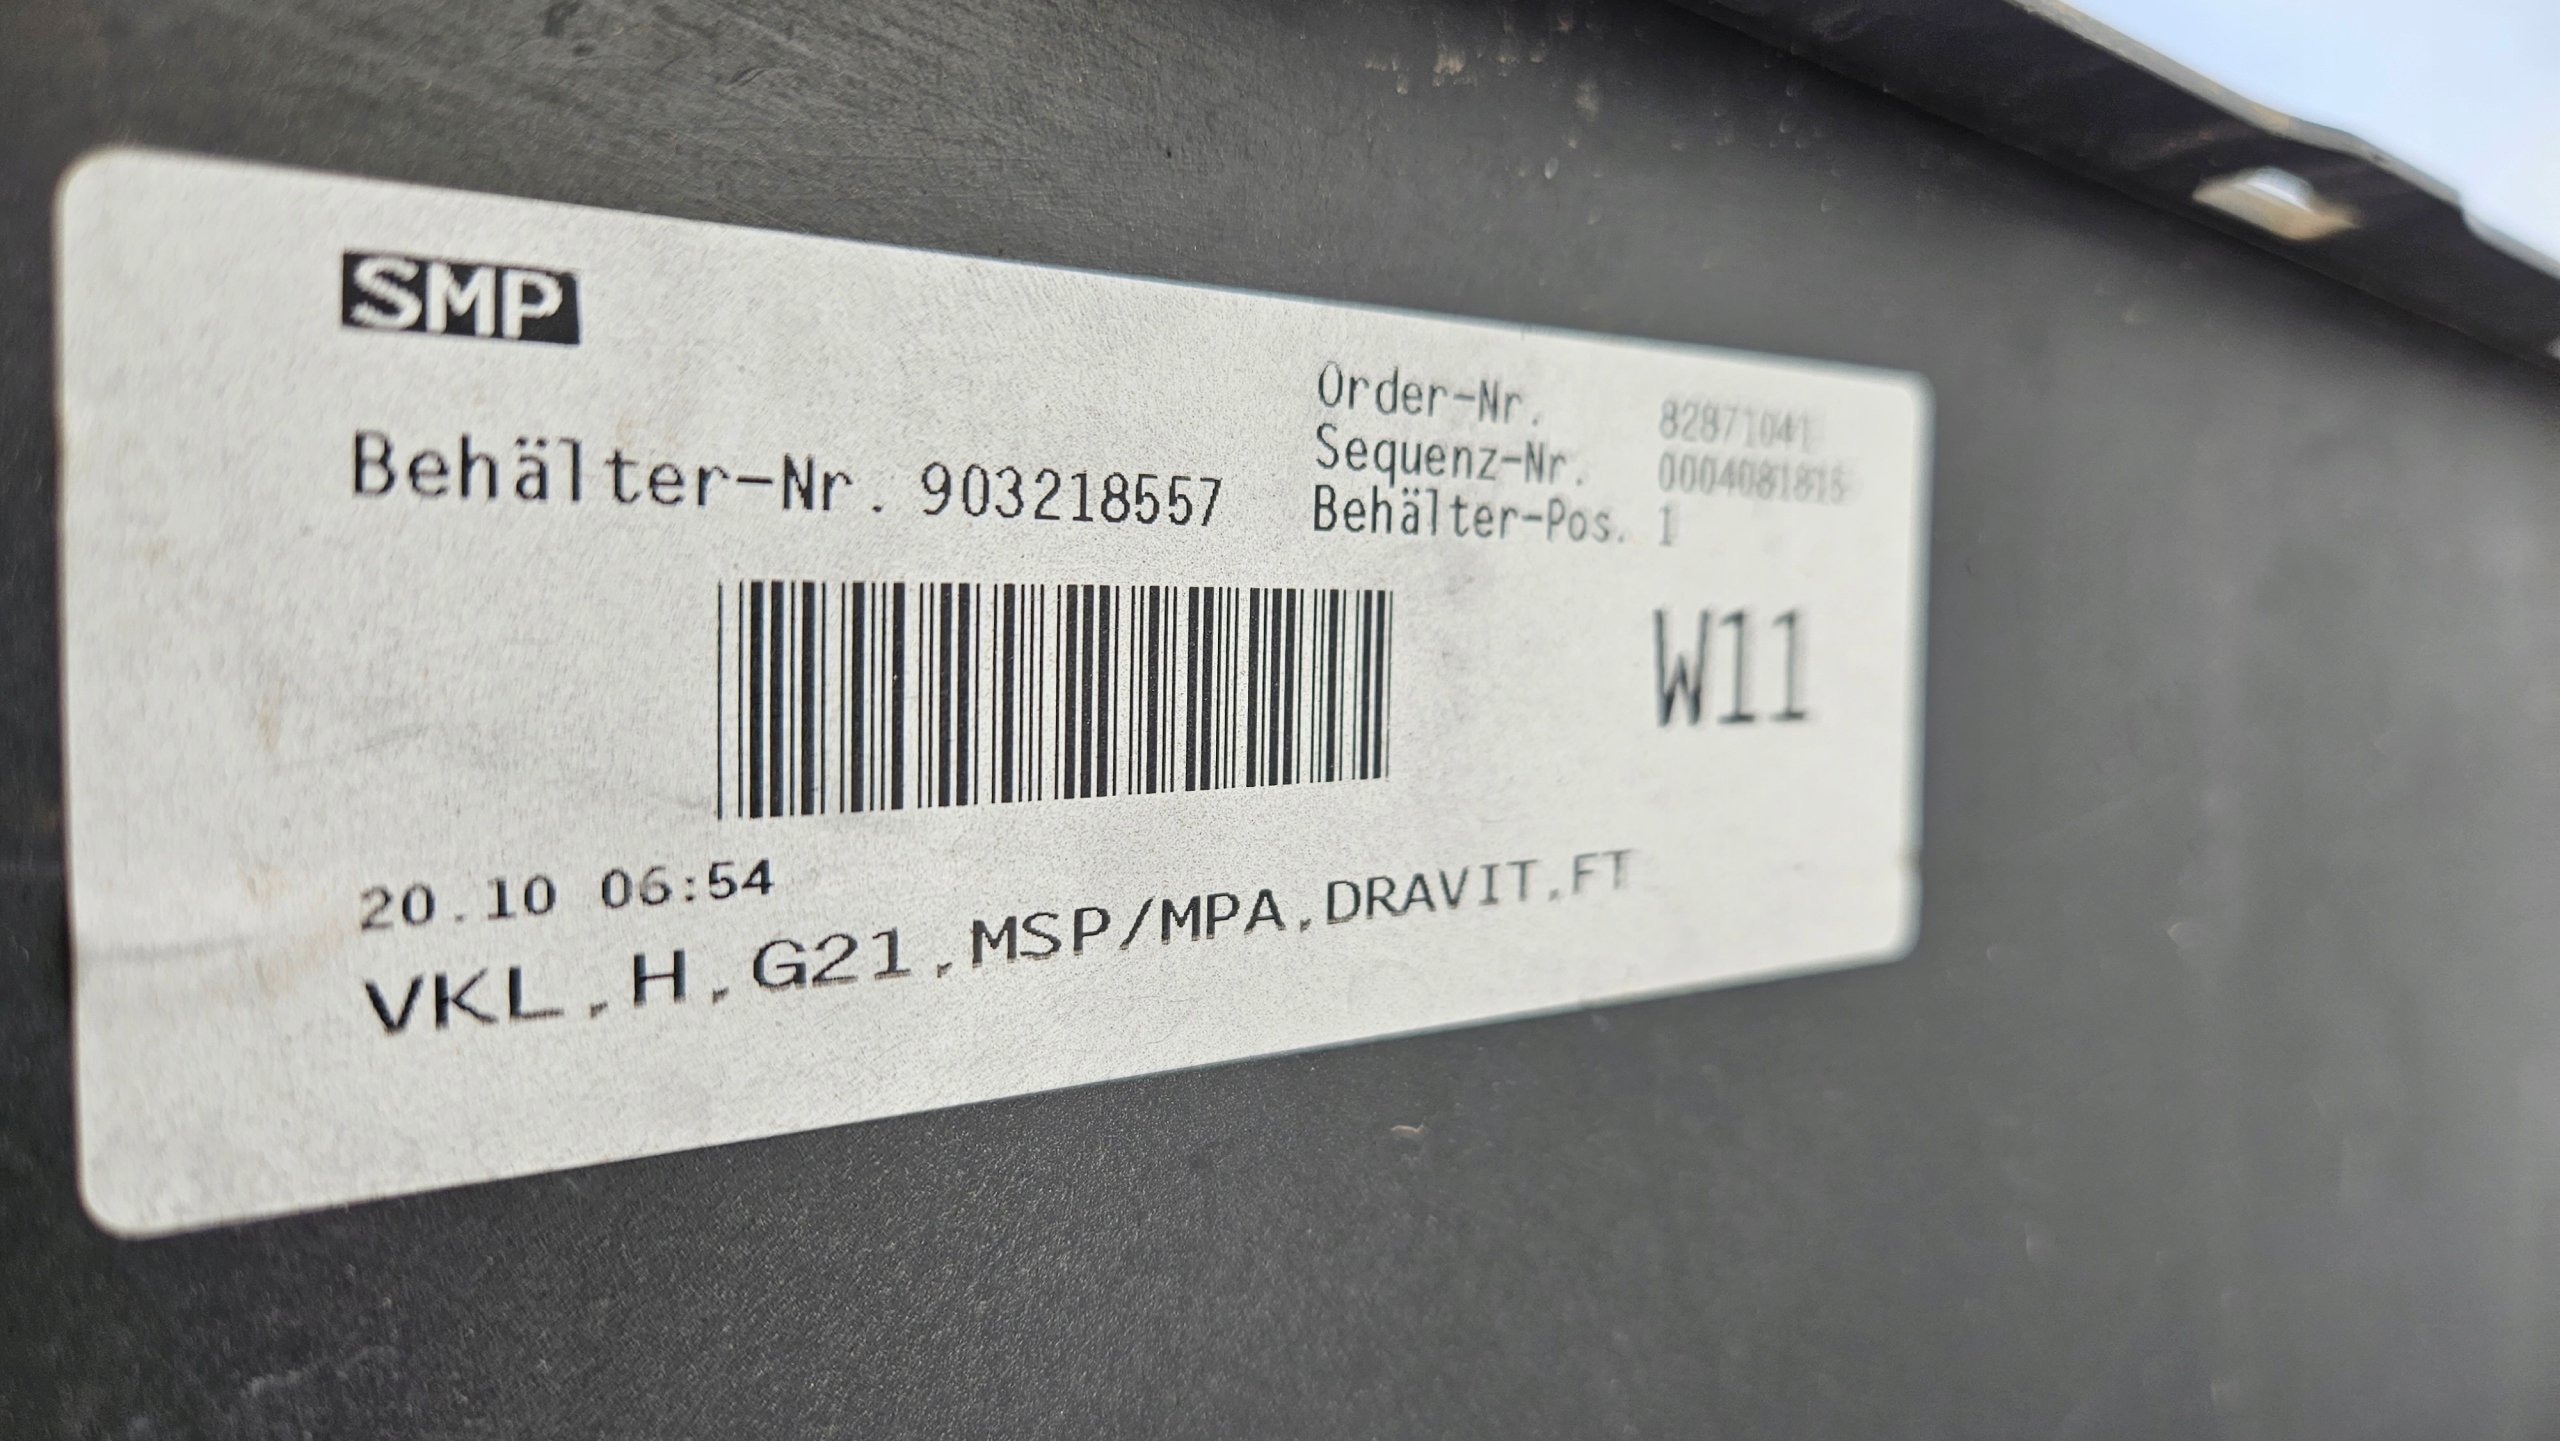 SMP
Behälter-Nr. 903218557
Order-Nr. 82871041
Sequenz-Nr. 0004081815
Behälter-Pos. 1
W11
20.10 06:54
VKL,H,G21,MSP/MPA,DRAVIT,FT